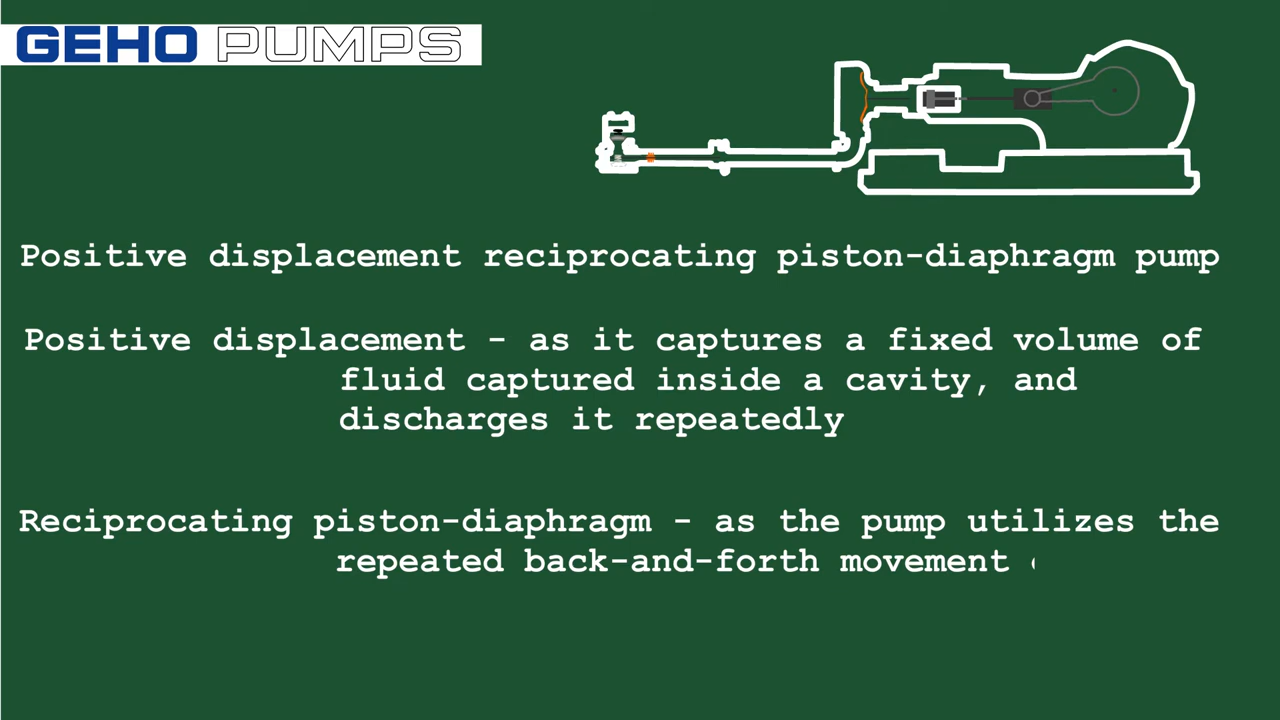 GEHO PUMPS
Positive displacement reciprocating piston-diaphragm pump
Positive displacement - as it captures a fixed volume of
fluid captured inside a cavity, and
discharges it repeatedly
Reciprocating piston-diaphragm - as the pump utilizes the
repeated back-and-forth movement